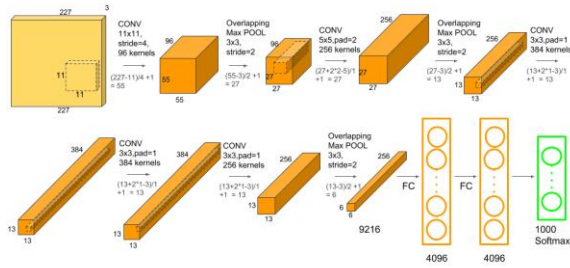 227
3
11
11
227
CONV
11x11,
stride=4,
96 kernels
(227-11)/4 +1
= 55
96
55
55
Overlapping
Max POOL
3x3,
stride=2
(55-3)/2 +1
= 27
96
27
27
CONV
5x5,pad=2
256 kernels
(27+2*2-5)/1
+1 = 27
256
27
27
Overlapping
Max POOL
3x3,
stride=2
(27-3)/2 +1
= 13
256
13
13
CONV
3x3,pad=1
384 kernels
(13+2*1-3)/1
+1 = 13
384
13
13
CONV
3x3,pad=1
384 kernels
(13+2*1-3)/1
+1 = 13
384
13
13
CONV
3x3,pad=1
256 kernels
(13+2*1-3)/1
+1 = 13
256
13
13
Overlapping
Max POOL
3x3,
stride=2
(13-3)/2 +1
= 6
256
6
6
9216
FC
4096
FC
4096
1000
Softmax